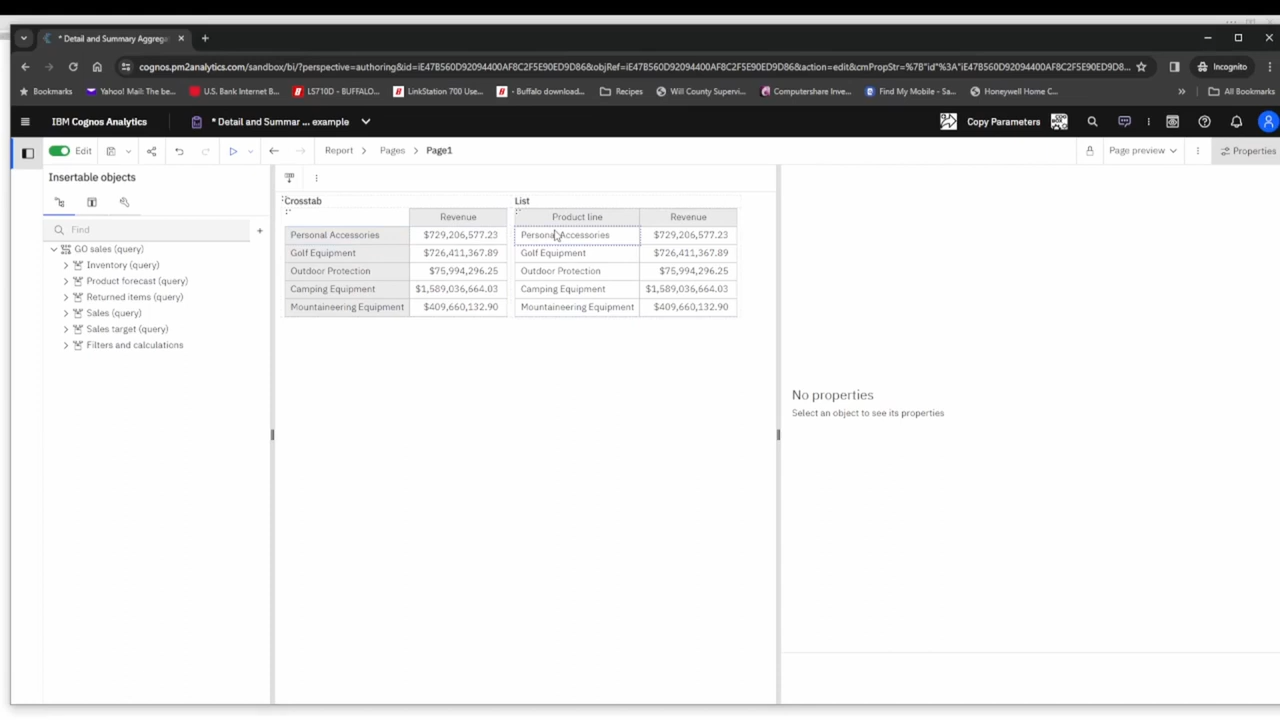 * Detail and Summary Aggrega
cognos.pm2analytics.com/sandbox/bi/?perspective=authoring&id=iE47B560D92094400AF8C2F5E90ED9D86&objRef=iE47B560D92094400AF8C2F5E90ED9D86&action=edit&cmPropStr=%7B"id"%3A"iE47B560D92094400AF8C2F5E90ED9D8...
Incognito
Bookmarks
Yahoo! Mail: The be...
U.S. Bank Internet B...
LS710D - BUFFALO...
LinkStation 700 Use...
- Buffalo download...
Recipes
Will County Supervi...
Computershare Inve...
Find My Mobile - Sa...
Honeywell Home C...
All Bookmarks
IBM Cognos Analytics
* Detail and Summar ... example
Copy Parameters
Edit
Report > Pages > Page1
Page preview
Properties
Insertable objects
Find
GO sales (query)
Inventory (query)
Product forecast (query)
Returned items (query)
Sales (query)
Sales target (query)
Filters and calculations
Crosstab
Revenue
Personal Accessories $729,206,577.23
Golf Equipment $726,411,367.89
Outdoor Protection $75,994,296.25
Camping Equipment $1,589,036,664.03
Mountaineering Equipment $409,660,132.90
List
Product line Revenue
Personal Accessories $729,206,577.23
Golf Equipment $726,411,367.89
Outdoor Protection $75,994,296.25
Camping Equipment $1,589,036,664.03
Mountaineering Equipment $409,660,132.90
No properties
Select an object to see its properties